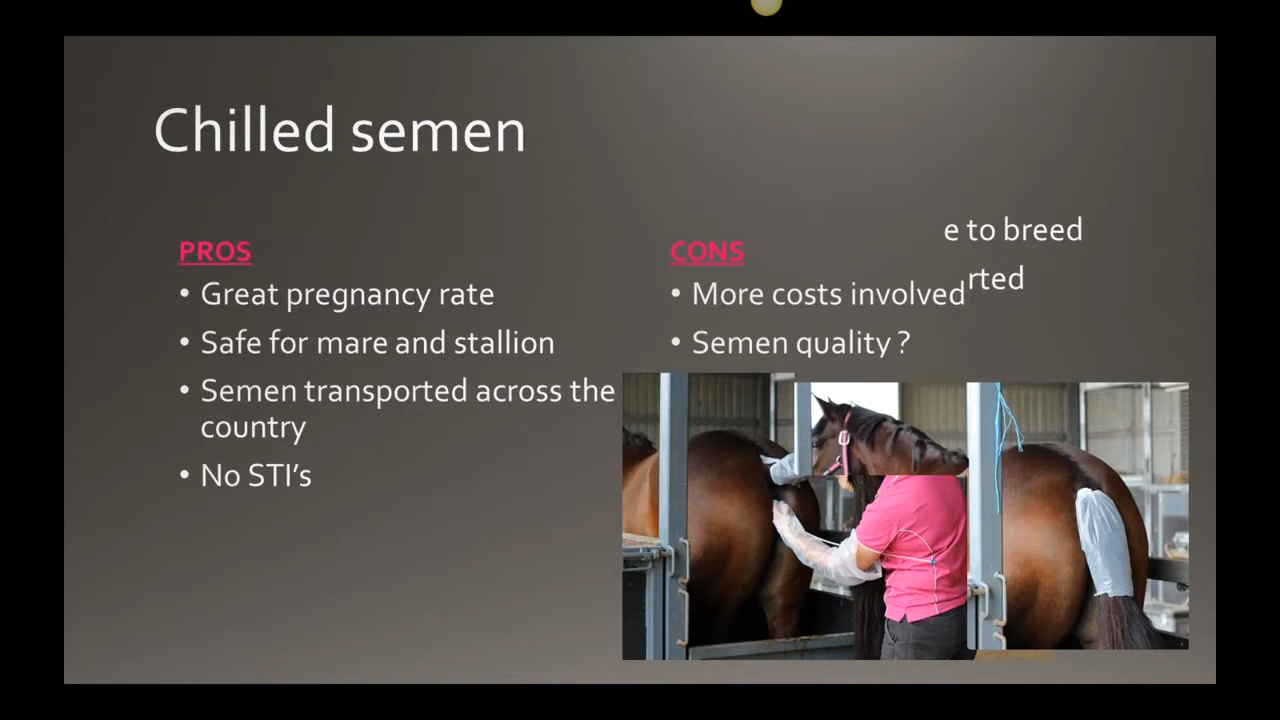 Chilled semen
PROS
• Great pregnancy rate
• Safe for mare and stallion
• Semen transported across the
country
• No STI’s
e to breed
CONS
rted
• More costs involved
• Semen quality ?